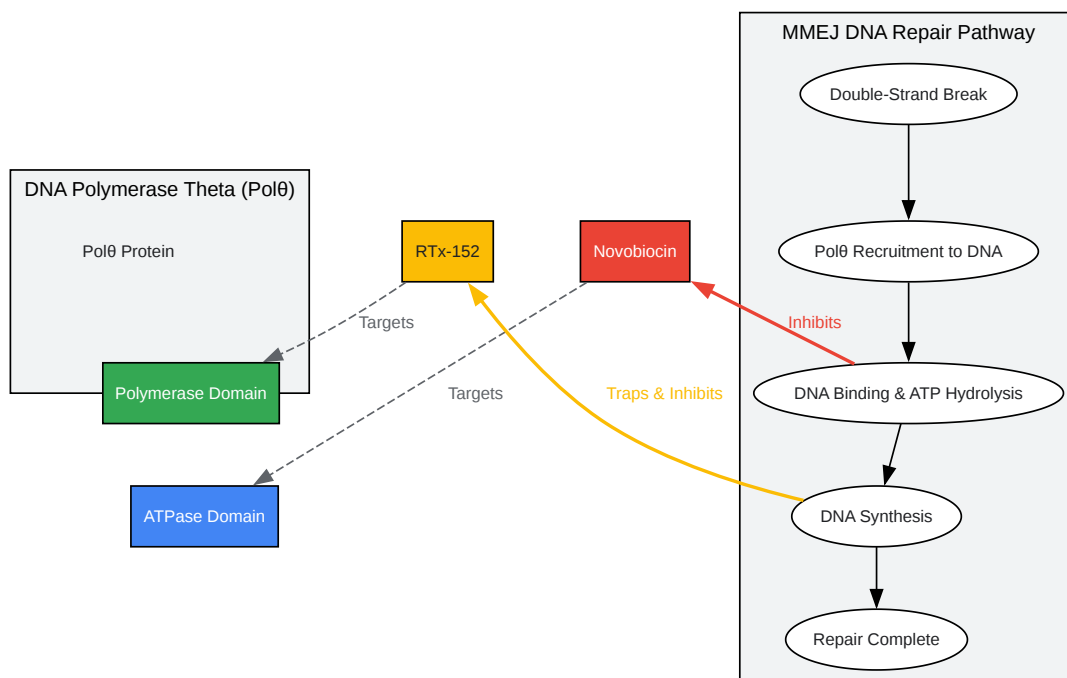 MMEJ DNA Repair Pathway
Double-Strand Break
DNA Polymerase Theta (Polθ)
Polθ Protein
RTx-152
Novobiocin
Polθ Recruitment to DNA
Targets
Inhibits
Polymerase Domain
Targets
Traps & Inhibits
DNA Binding & ATP Hydrolysis
ATPase Domain
DNA Synthesis
Repair Complete